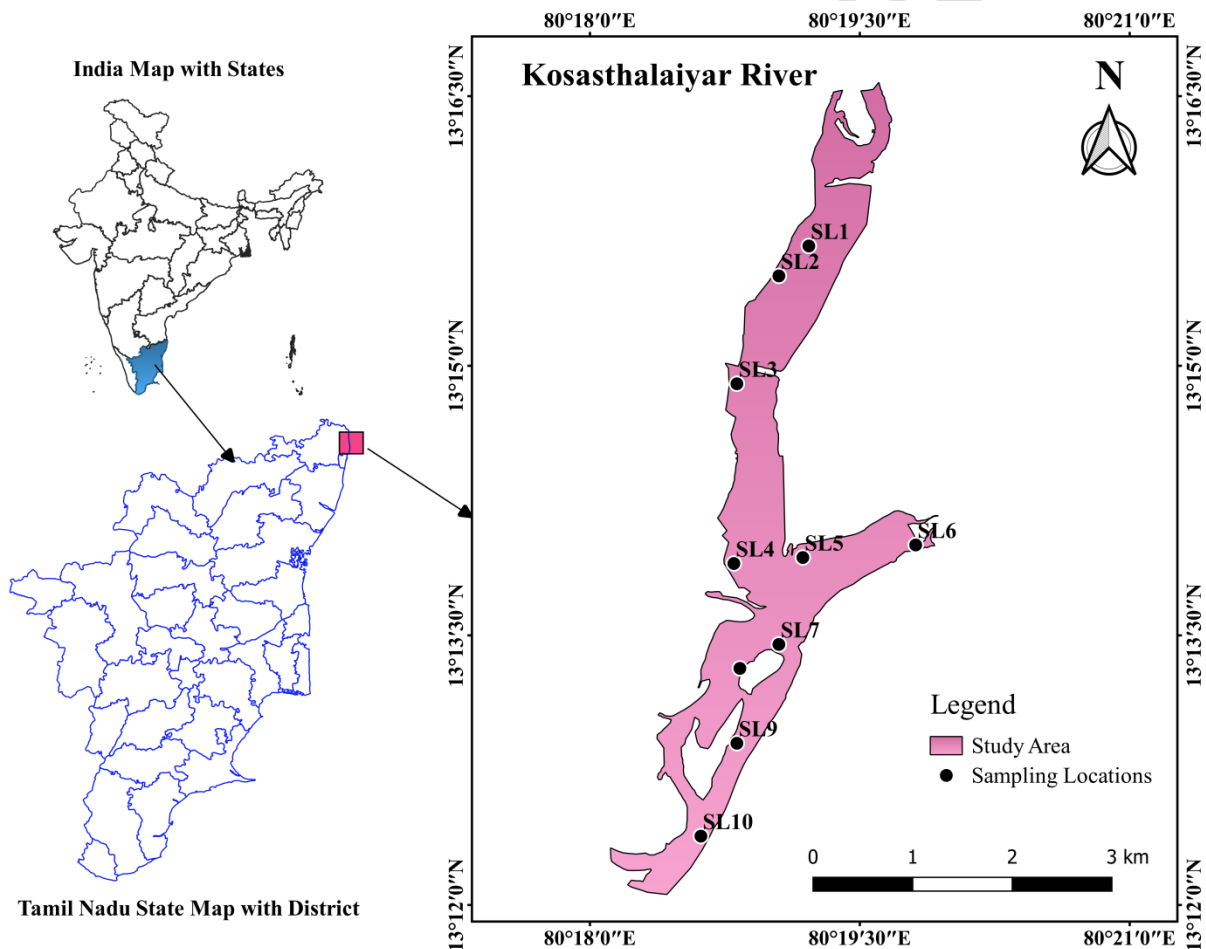 80°18′0″E 80°19′30″E 80°21′0″E
India Map with States
Kosasthalaiyar River
N
13°16′30″N
13°16′30″N
SL1
SL2
13°15′0″N
13°15′0″N
SL3
SL4
SL5
SL6
13°13′30″N
13°13′30″N
SL7
SL9
SL10
Legend
Study Area
Sampling Locations
0 1 2 3 km
13°12′0″N
13°12′0″N
Tamil Nadu State Map with District
80°18′0″E 80°19′30″E 80°21′0″E